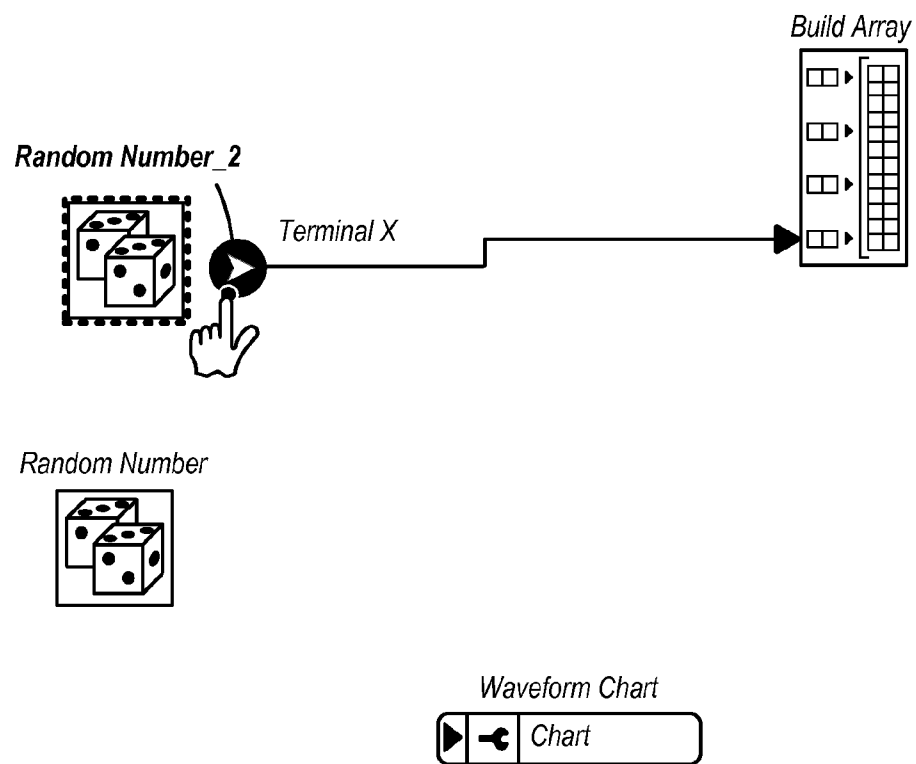 Build Array
Random Number_2
Terminal X
Random Number
Waveform Chart
Chart